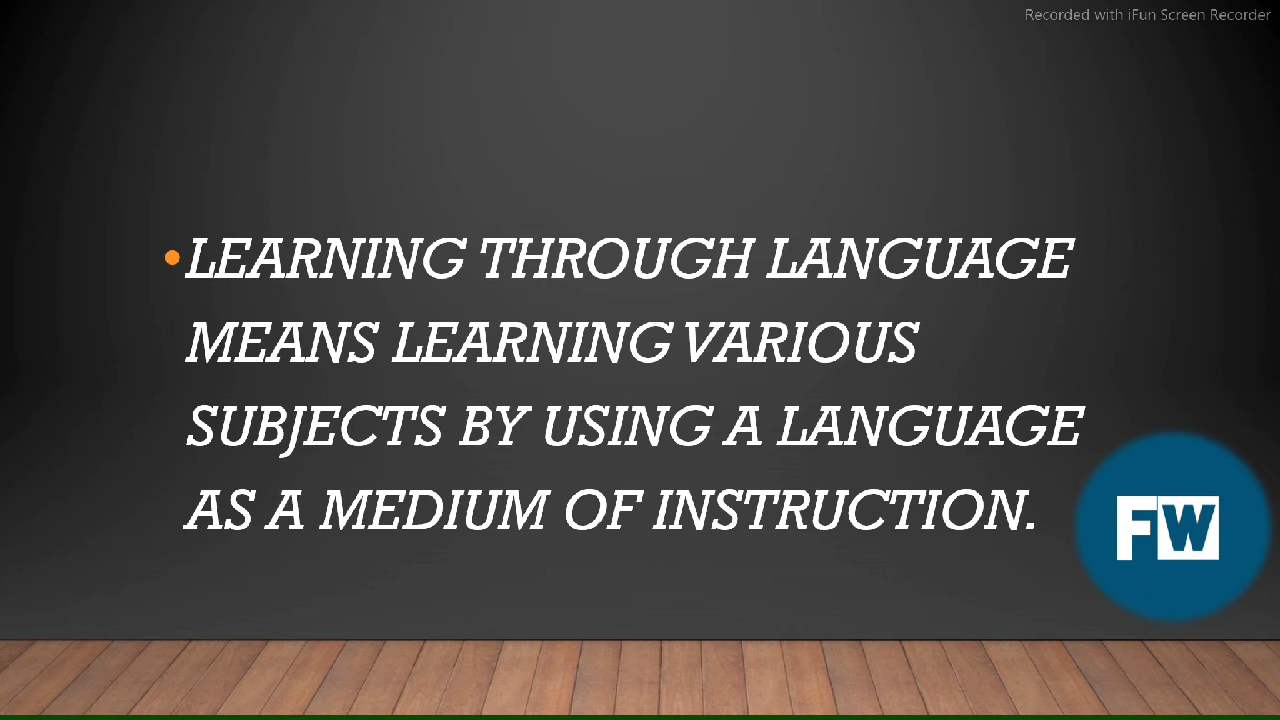 Recorded with iFun Screen Recorder
•LEARNING THROUGH LANGUAGE
MEANS LEARNING VARIOUS
SUBJECTS BY USING A LANGUAGE
AS A MEDIUM OF INSTRUCTION.
FW